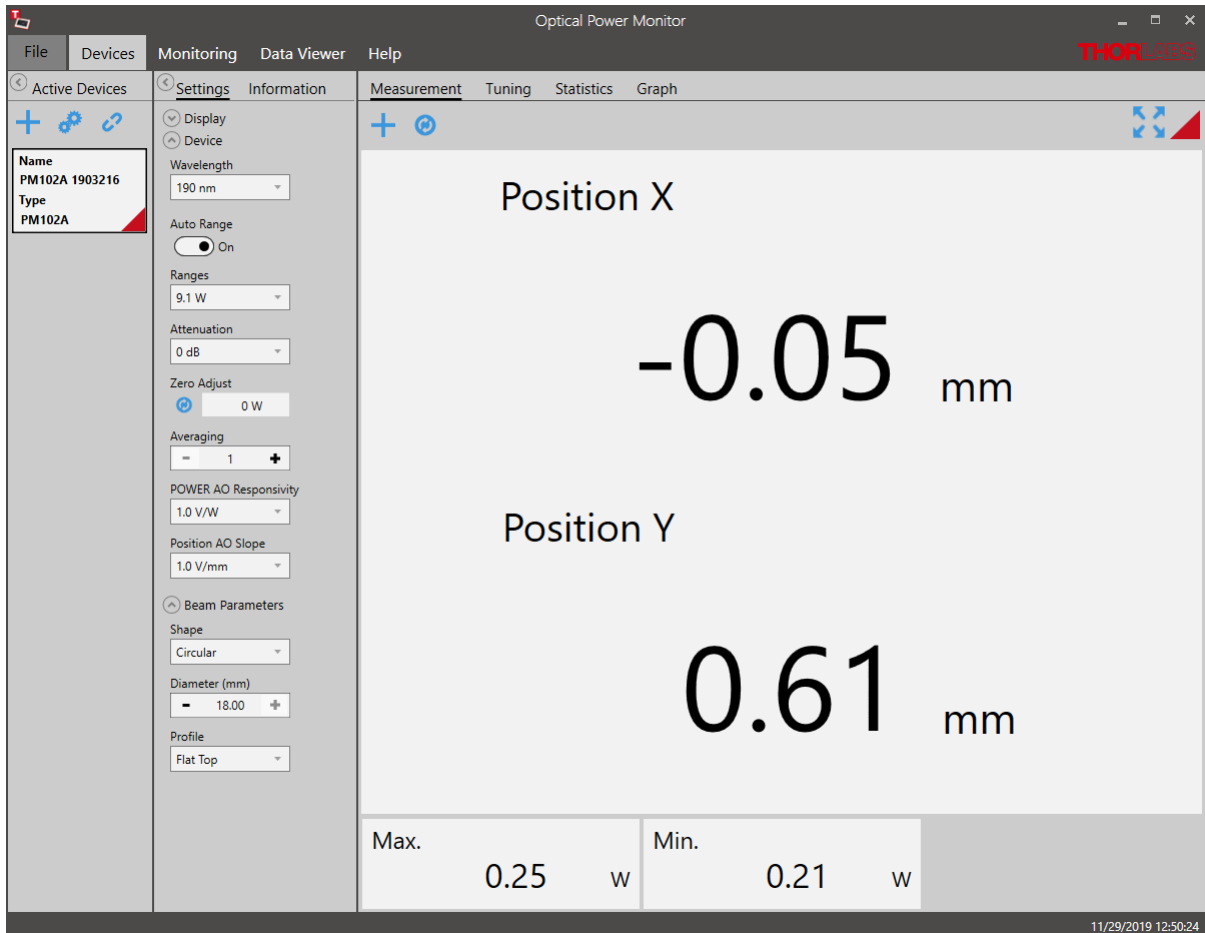 Optical Power Monitor
File Devices Monitoring Data Viewer Help
THORLABS
Active Devices
Name
PM102A 1903216
Type
PM102A
Settings Information
Display
Device
Wavelength
190 nm
Auto Range
On
Ranges
9.1 W
Attenuation
0 dB
Zero Adjust
0 W
Averaging
- 1 +
POWER AO Responsivity
1.0 V/W
Position AO Slope
1.0 V/mm
Beam Parameters
Shape
Circular
Diameter (mm)
- 18.00 +
Profile
Flat Top
Measurement Tuning Statistics Graph
Position X
-0.05 mm
Position Y
0.61 mm
Max.
0.25 W
Min.
0.21 W
11/29/2019 12:50:24